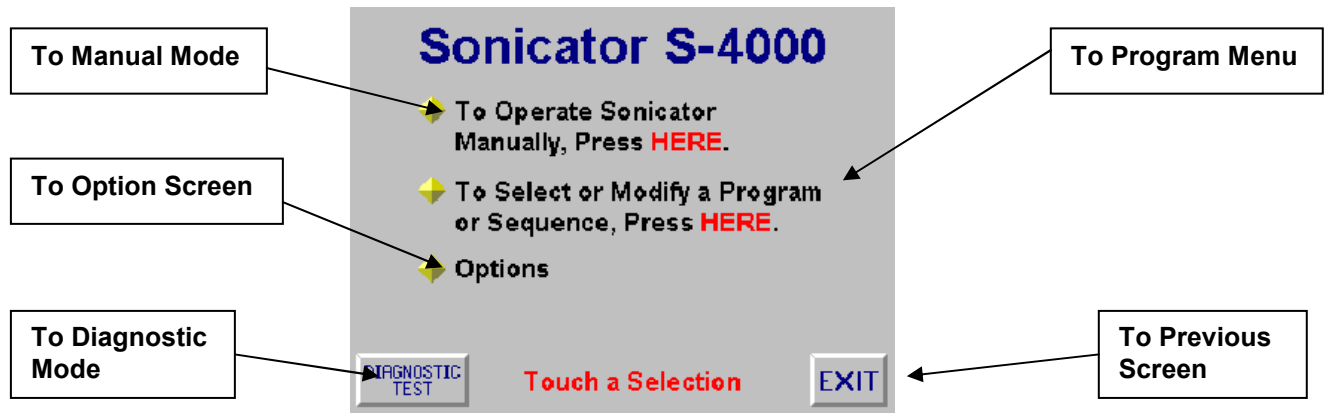 Sonicator S-4000
To Manual Mode
To Program Menu
To Operate Sonicator
Manually, Press HERE.
To Option Screen
To Select or Modify a Program
or Sequence, Press HERE.
Options
To Diagnostic
Mode
To Previous
Screen
DIAGNOSTIC
TEST
Touch a Selection
EXIT